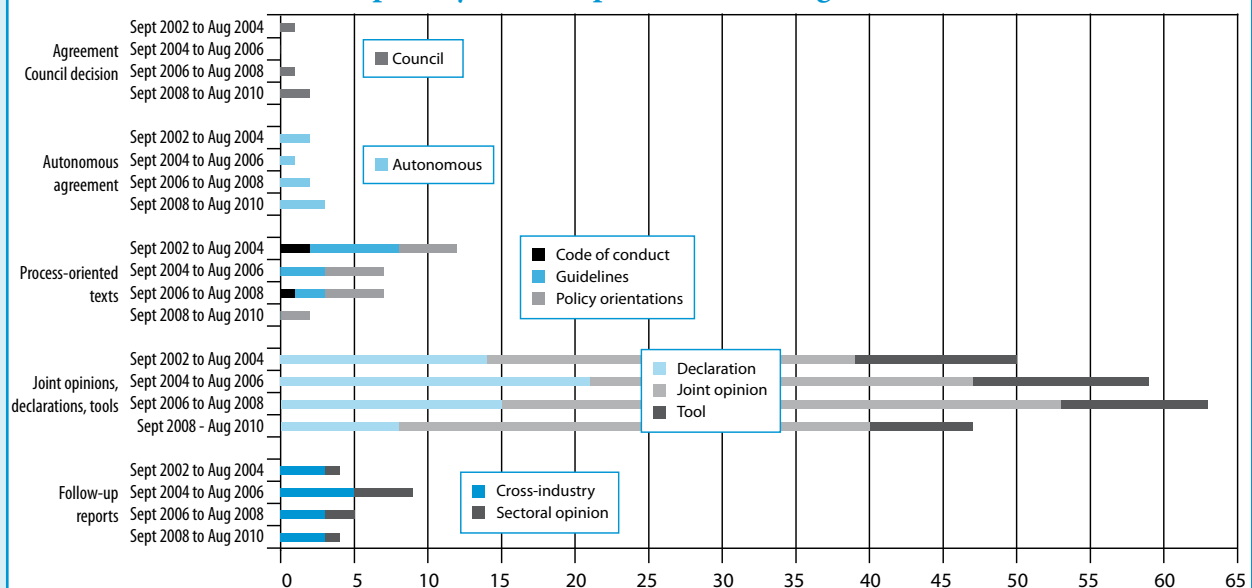 Sept 2002 to Aug 2004
Agreement
Council decision
Sept 2004 to Aug 2006
Sept 2006 to Aug 2008
Sept 2008 to Aug 2010
Council
Autonomous
agreement
Sept 2002 to Aug 2004
Sept 2004 to Aug 2006
Sept 2006 to Aug 2008
Sept 2008 to Aug 2010
Autonomous
Process-oriented
texts
Sept 2002 to Aug 2004
Sept 2004 to Aug 2006
Sept 2006 to Aug 2008
Sept 2008 to Aug 2010
Code of conduct
Guidelines
Policy orientations
Joint opinions,
declarations, tools
Sept 2002 to Aug 2004
Sept 2004 to Aug 2006
Sept 2006 to Aug 2008
Sept 2008 - Aug 2010
Declaration
Joint opinion
Tool
Follow-up
reports
Sept 2002 to Aug 2004
Sept 2004 to Aug 2006
Sept 2006 to Aug 2008
Sept 2008 to Aug 2010
Cross-industry
Sectoral opinion
0 5 10 15 20 25 30 35 40 45 50 55 60 65